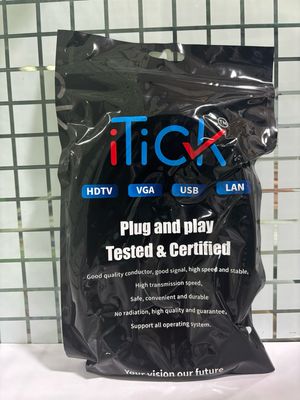 iTiCk
HDTV VGA USB LAN
Plug and play
Tested & Certified
Good quality conductor, good signal, high speed and stable,
High transmission speed,
Safe, convenient and durable
No radiation, high quality and guarantee,
Support all operating system.
Your vision our future